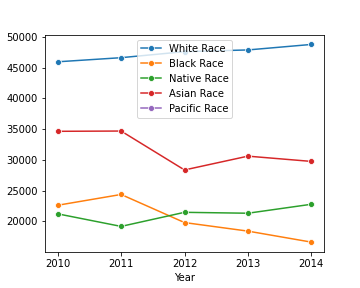 50000
45000
40000
35000
30000
25000
20000
White Race
Black Race
Native Race
Asian Race
Pacific Race
2010 2011 2012 2013 2014
Year